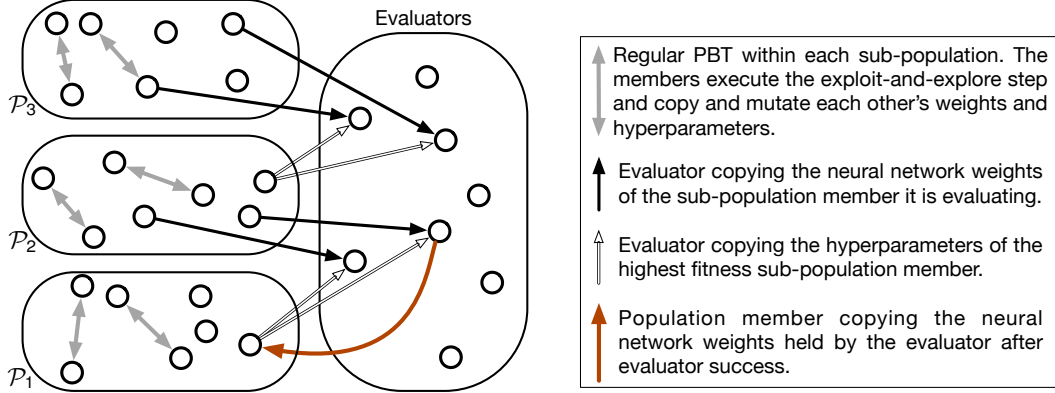 Evaluators
𝒫3
𝒫2
𝒫1
Regular PBT within each sub-population. The
members execute the exploit-and-explore step
and copy and mutate each other's weights and
hyperparameters.
Evaluator copying the neural network weights
of the sub-population member it is evaluating.
Evaluator copying the hyperparameters of the
highest fitness sub-population member.
Population member copying the neural
network weights held by the evaluator after
evaluator success.